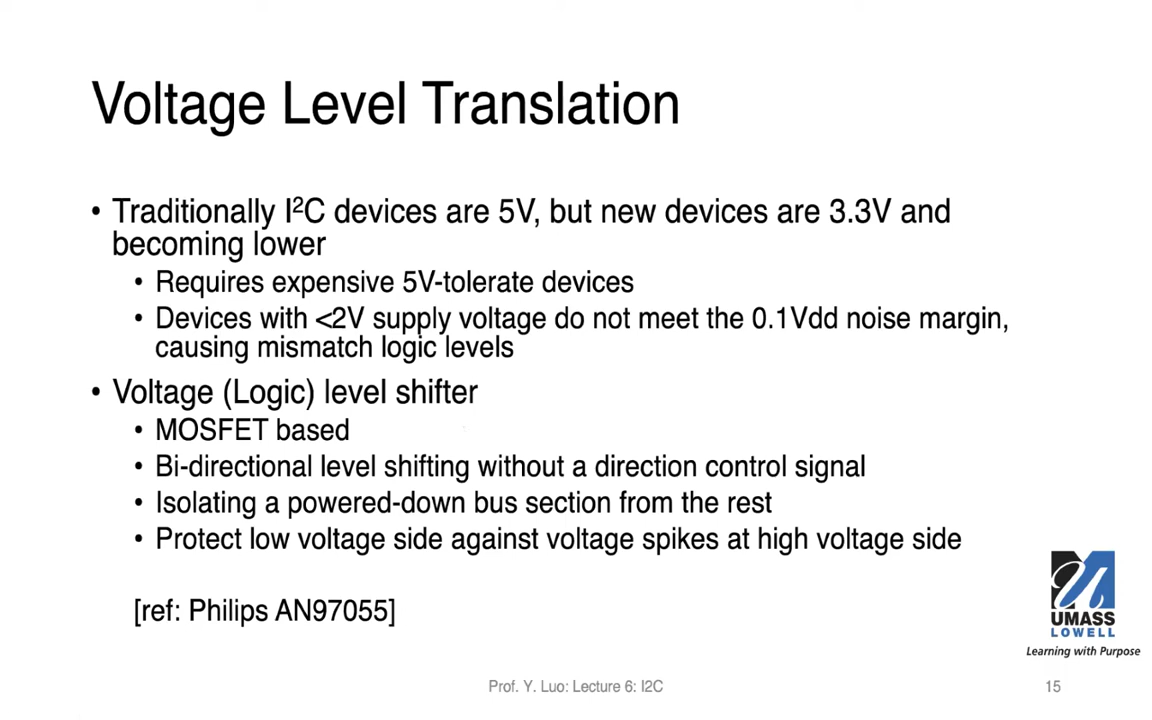 Voltage Level Translation
• Traditionally I²C devices are 5V, but new devices are 3.3V and
becoming lower
• Requires expensive 5V-tolerate devices
• Devices with <2V supply voltage do not meet the 0.1Vdd noise margin,
causing mismatch logic levels
• Voltage (Logic) level shifter
• MOSFET based
• Bi-directional level shifting without a direction control signal
• Isolating a powered-down bus section from the rest
• Protect low voltage side against voltage spikes at high voltage side
[ref: Philips AN97055]
UMASS
LOWELL
Learning with Purpose
Prof. Y. Luo: Lecture 6: I2C
15